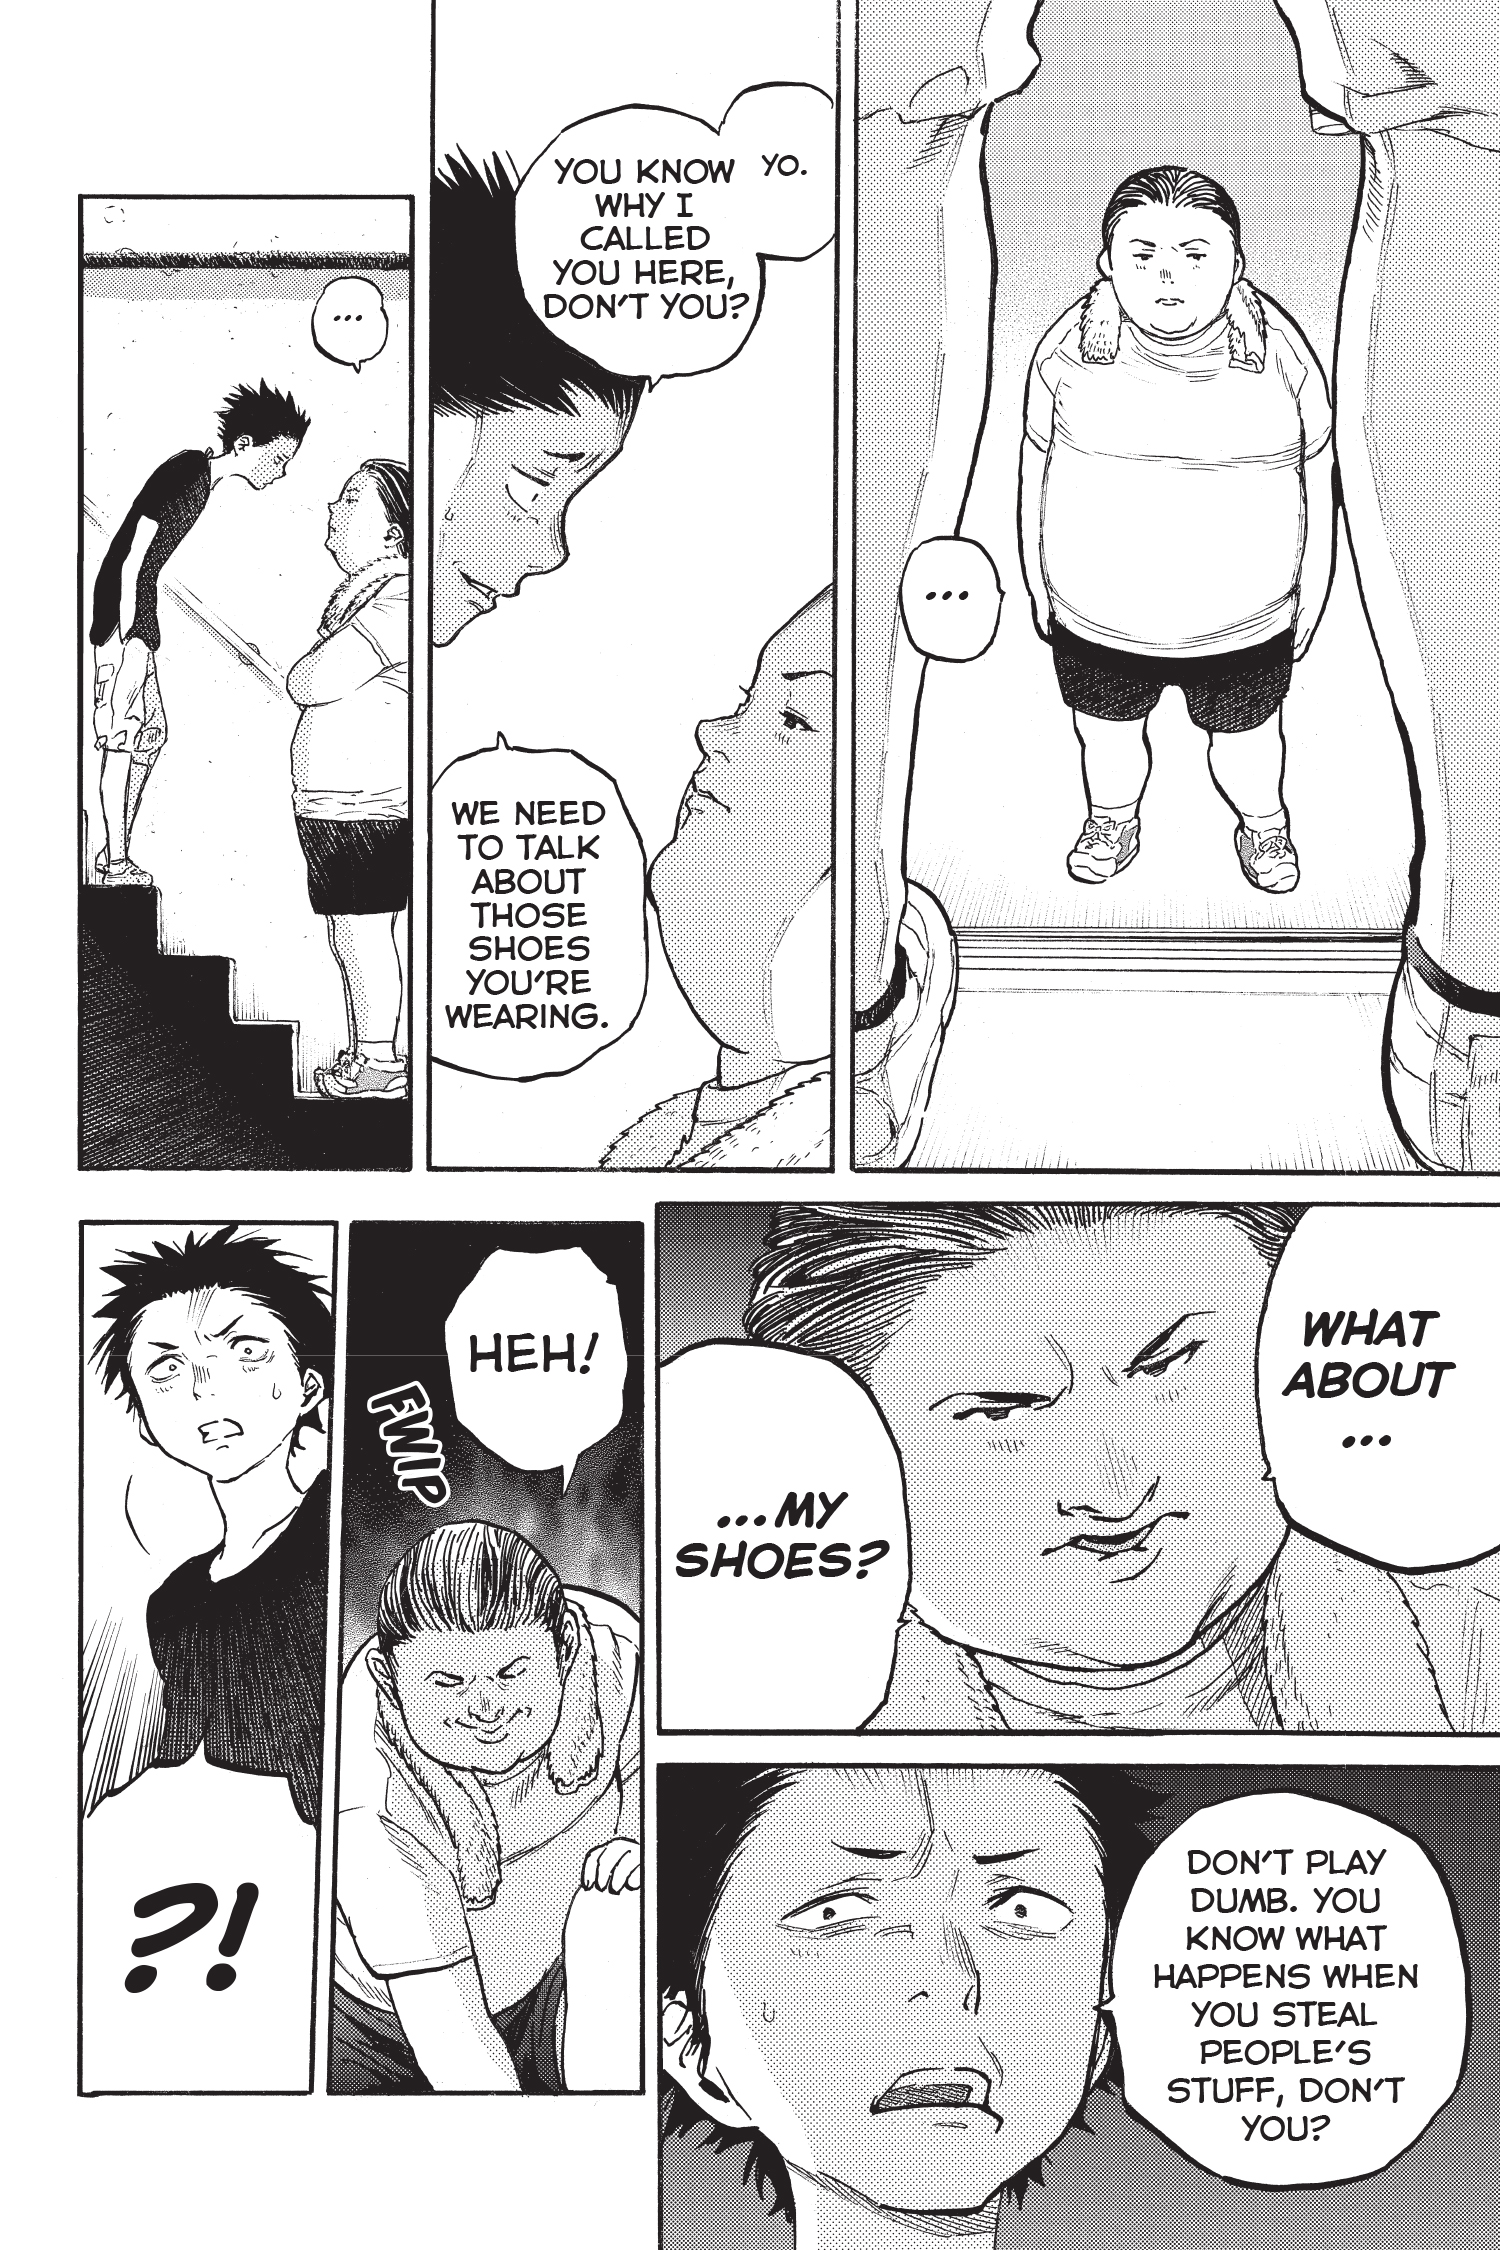 ...
YO.
YOU KNOW
WHY I
CALLED
YOU HERE,
DON'T YOU?
WE NEED
TO TALK
ABOUT
THOSE
SHOES
YOU'RE
WEARING.
...
WHAT
ABOUT
...
...MY
SHOES?
DON'T PLAY
DUMB. YOU
KNOW WHAT
HAPPENS WHEN
YOU STEAL
PEOPLE'S
STUFF, DON'T
YOU?
HEH!
FWIP
?!